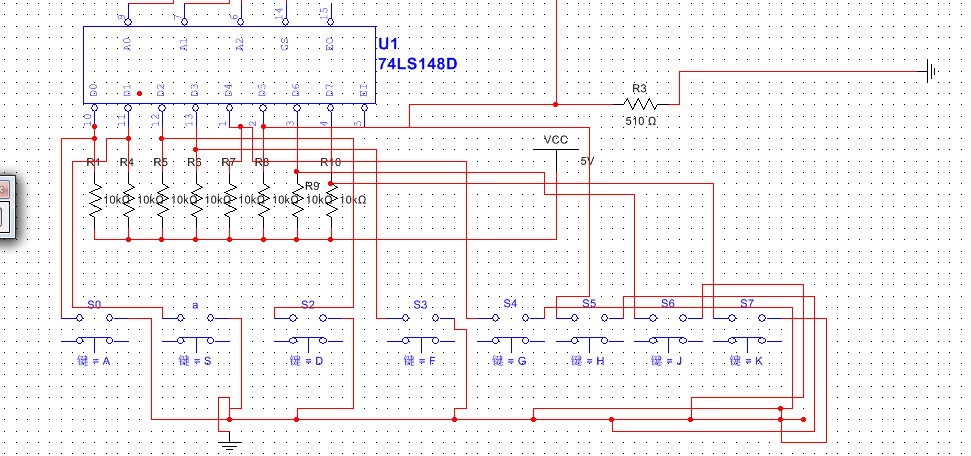 9 7 6 14 15
A0 A1 A2 GS EO
U1
74LS148D
D0 D1 D2 D3 D4 D5 D6 D7 EI
10 11 12 13 1 2 3 4 5
R3
510 Ω
VCC
5V
R1 R4 R5 R6 R7 R8 R10
R9
10kΩ 10kΩ 10kΩ 10kΩ 10kΩ 10kΩ 10kΩ 10kΩ
S0 a S2 S3 S4 S5 S6 S7
键 = A 键 = S 键 = D 键 = F 键 = G 键 = H 键 = J 键 = K